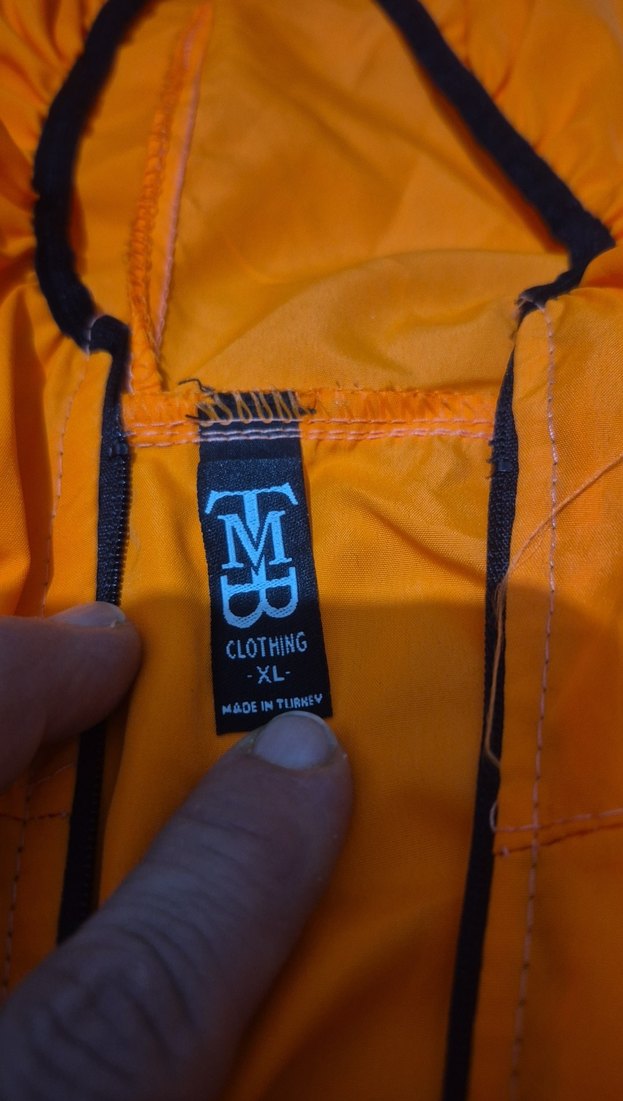 TMB
CLOTHING
-XL-
MADE IN TURKEY